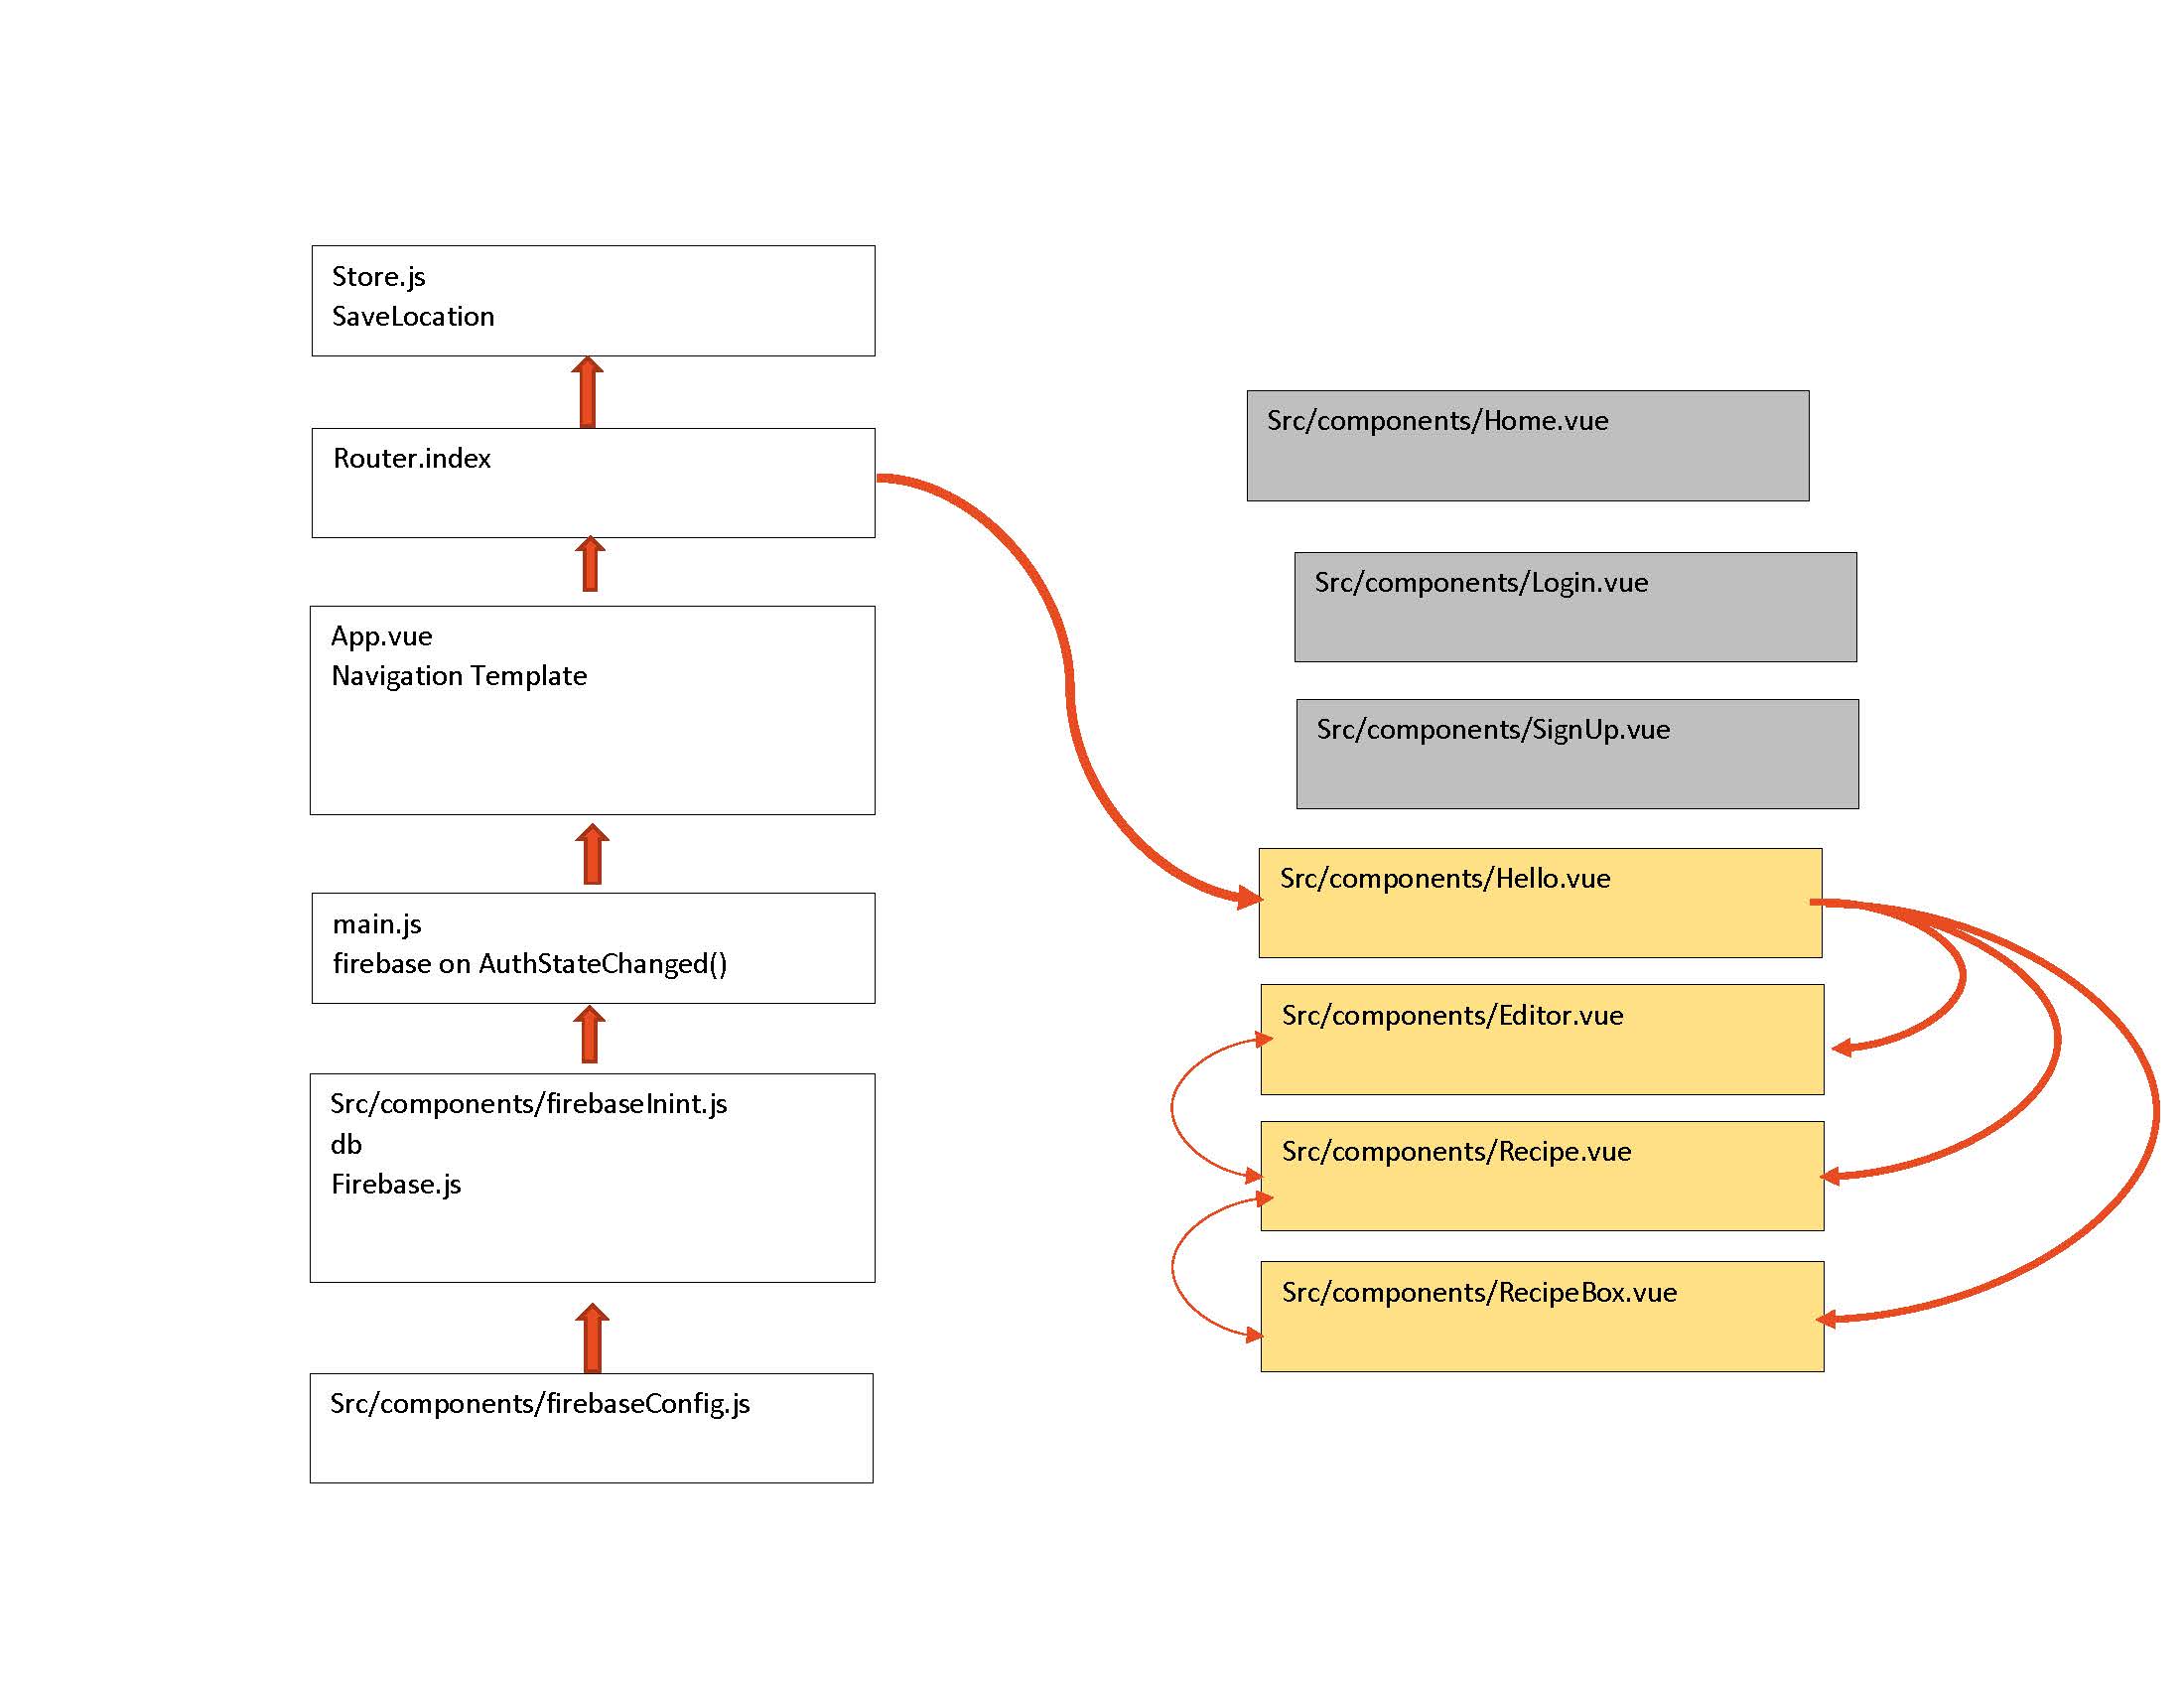 Store.js
SaveLocation
Router.index
App.vue
Navigation Template
main.js
firebase on AuthStateChanged()
Src/components/firebaseInint.js
db
Firebase.js
Src/components/firebaseConfig.js
Src/components/Home.vue
Src/components/Login.vue
Src/components/SignUp.vue
Src/components/Hello.vue
Src/components/Editor.vue
Src/components/Recipe.vue
Src/components/RecipeBox.vue